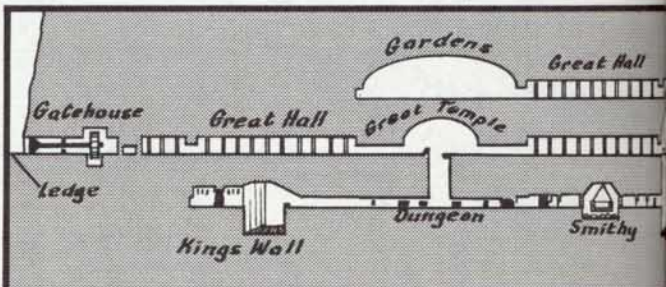 Gardens
Great Hall
Gatehouse
Great Hall
Great Temple
Ledge
Dungeon
Smithy
Kings Wall